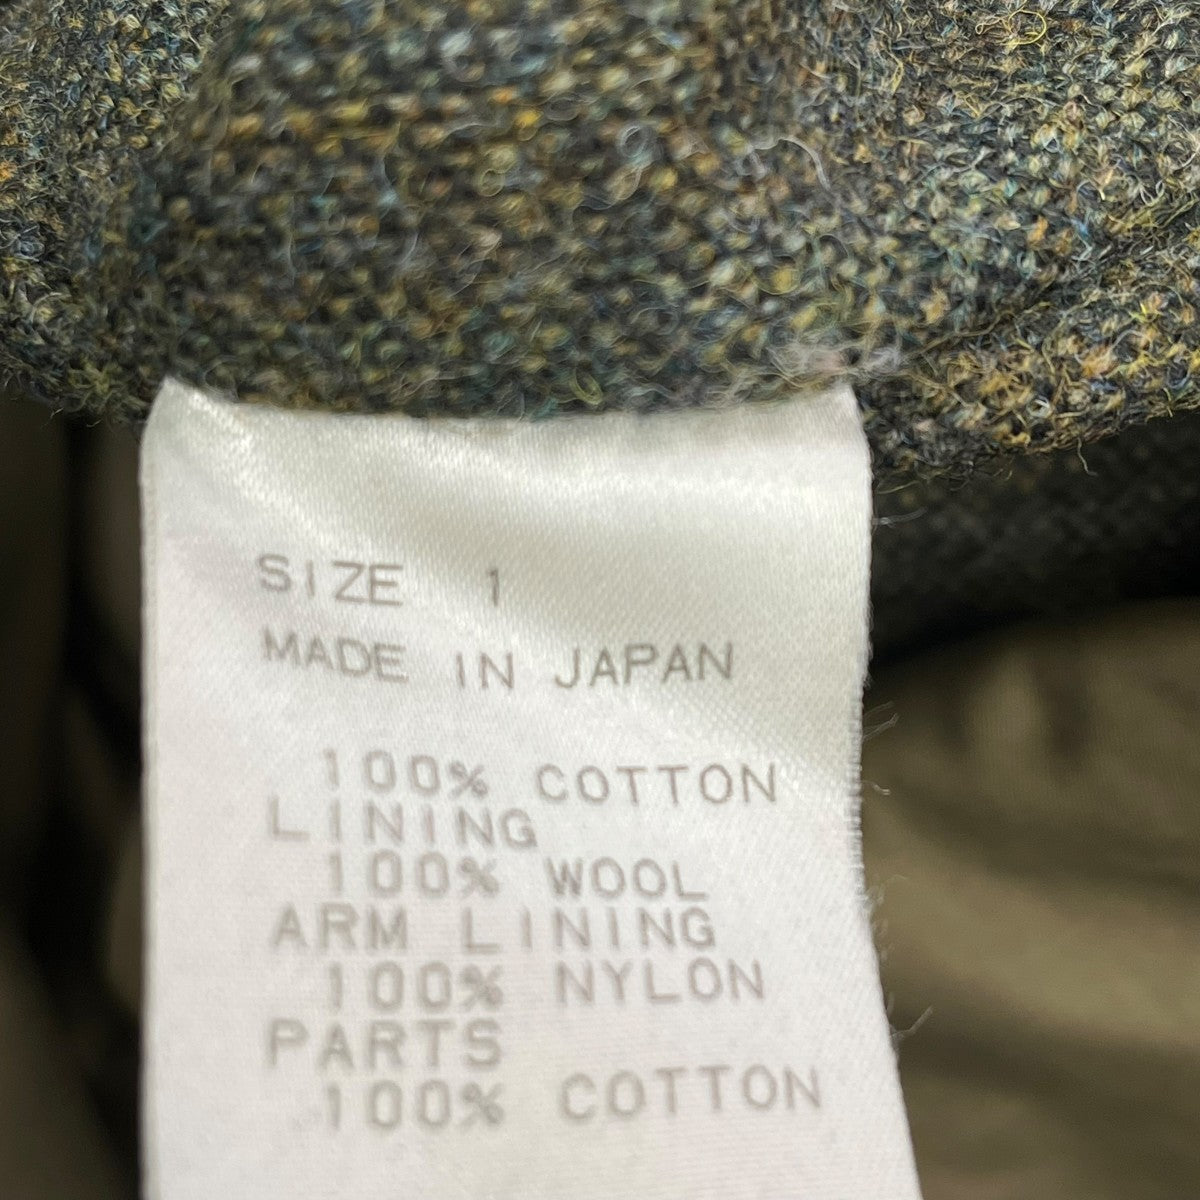 SIZE 1
MADE IN JAPAN
100% COTTON
LINING
100% WOOL
ARM LINING
100% NYLON
PARTS
100% COTTON